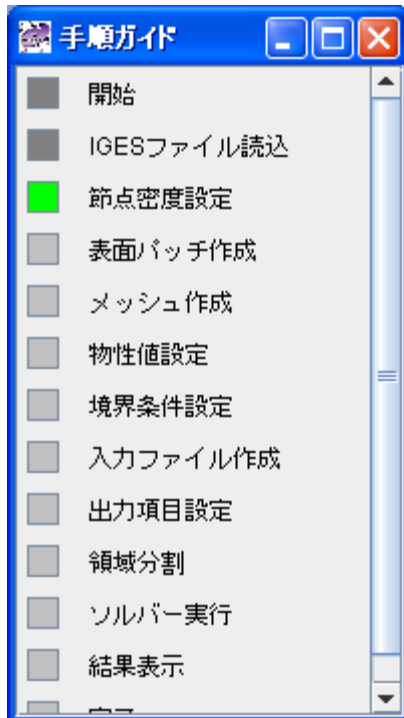 手順ガイド
開始
IGESファイル読込
節点密度設定
表面パッチ作成
メッシュ作成
物性値設定
境界条件設定
入力ファイル作成
出力項目設定
領域分割
ソルバー実行
結果表示